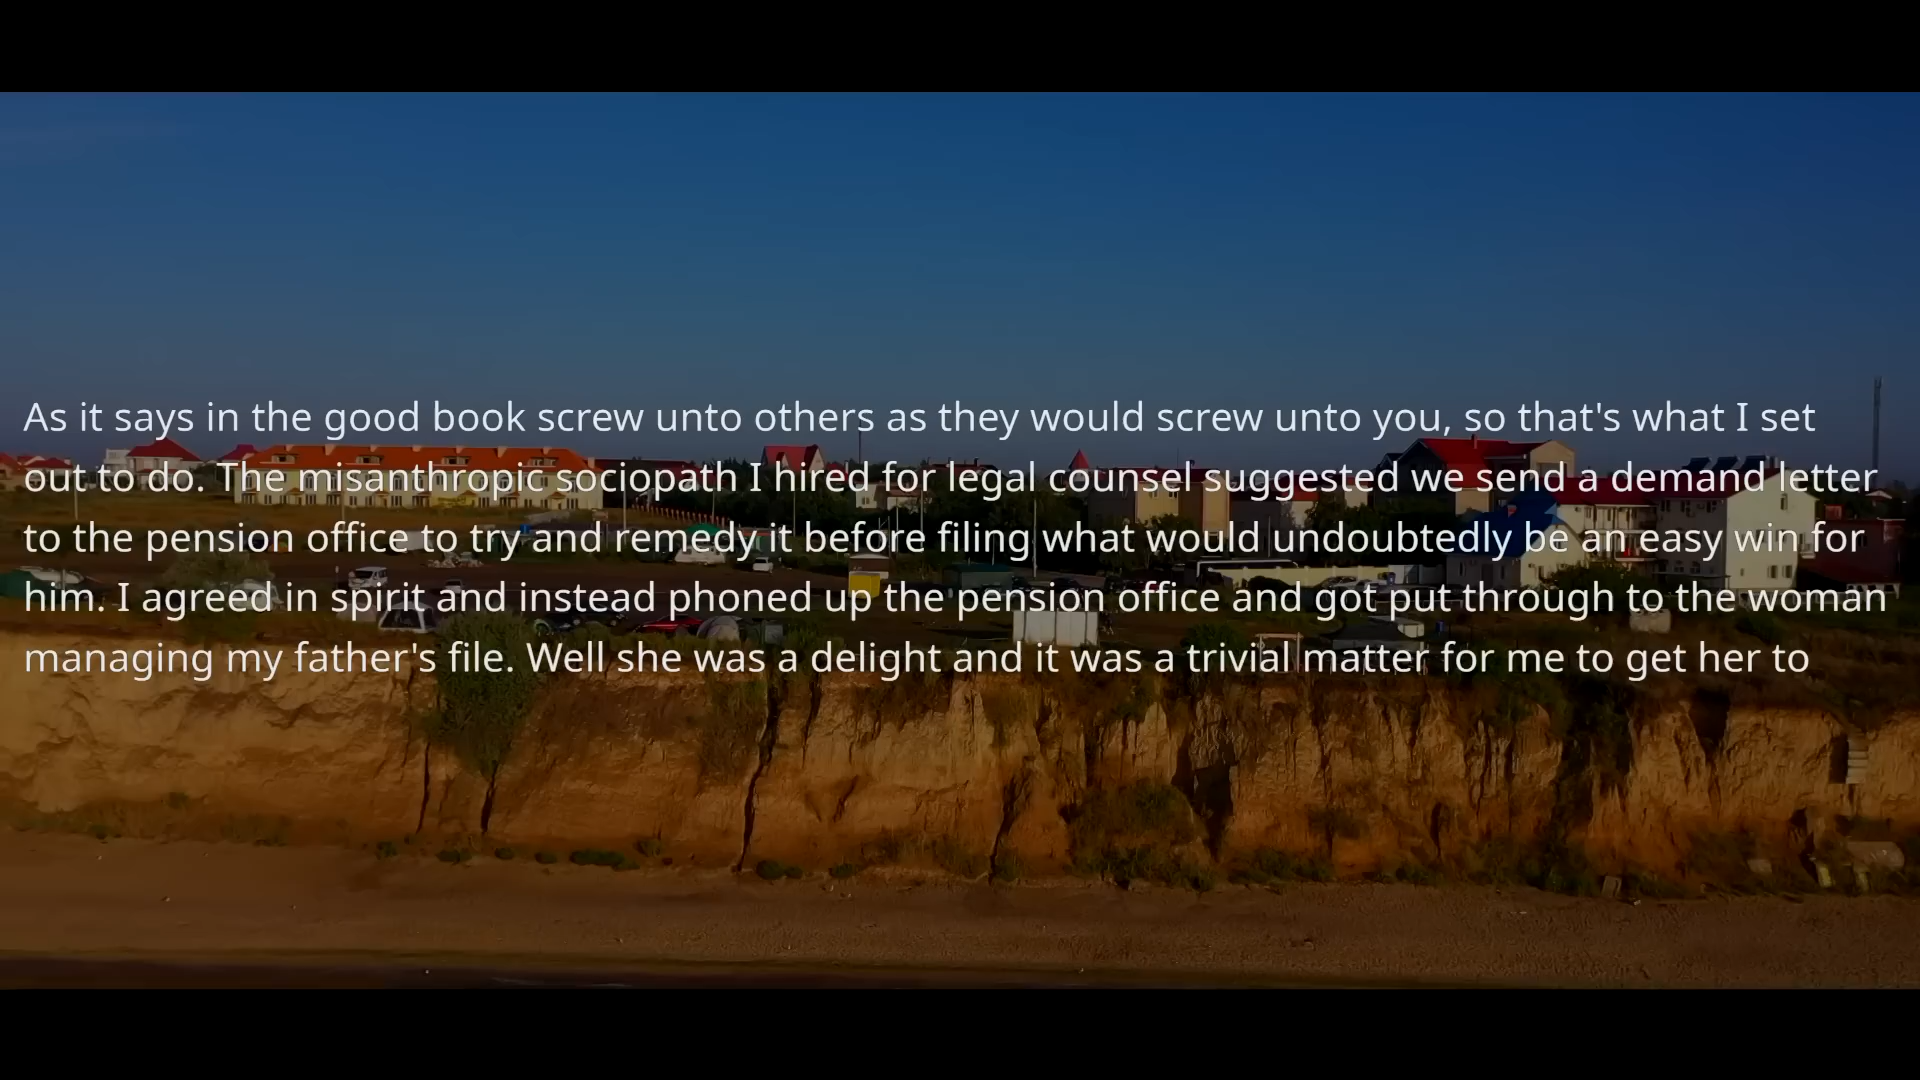 As it says in the good book screw unto others as they would screw unto you, so that's what I set
out to do. The misanthropic sociopath I hired for legal counsel suggested we send a demand letter
to the pension office to try and remedy it before filing what would undoubtedly be an easy win for
him. I agreed in spirit and instead phoned up the pension office and got put through to the woman
managing my father's file. Well she was a delight and it was a trivial matter for me to get her to